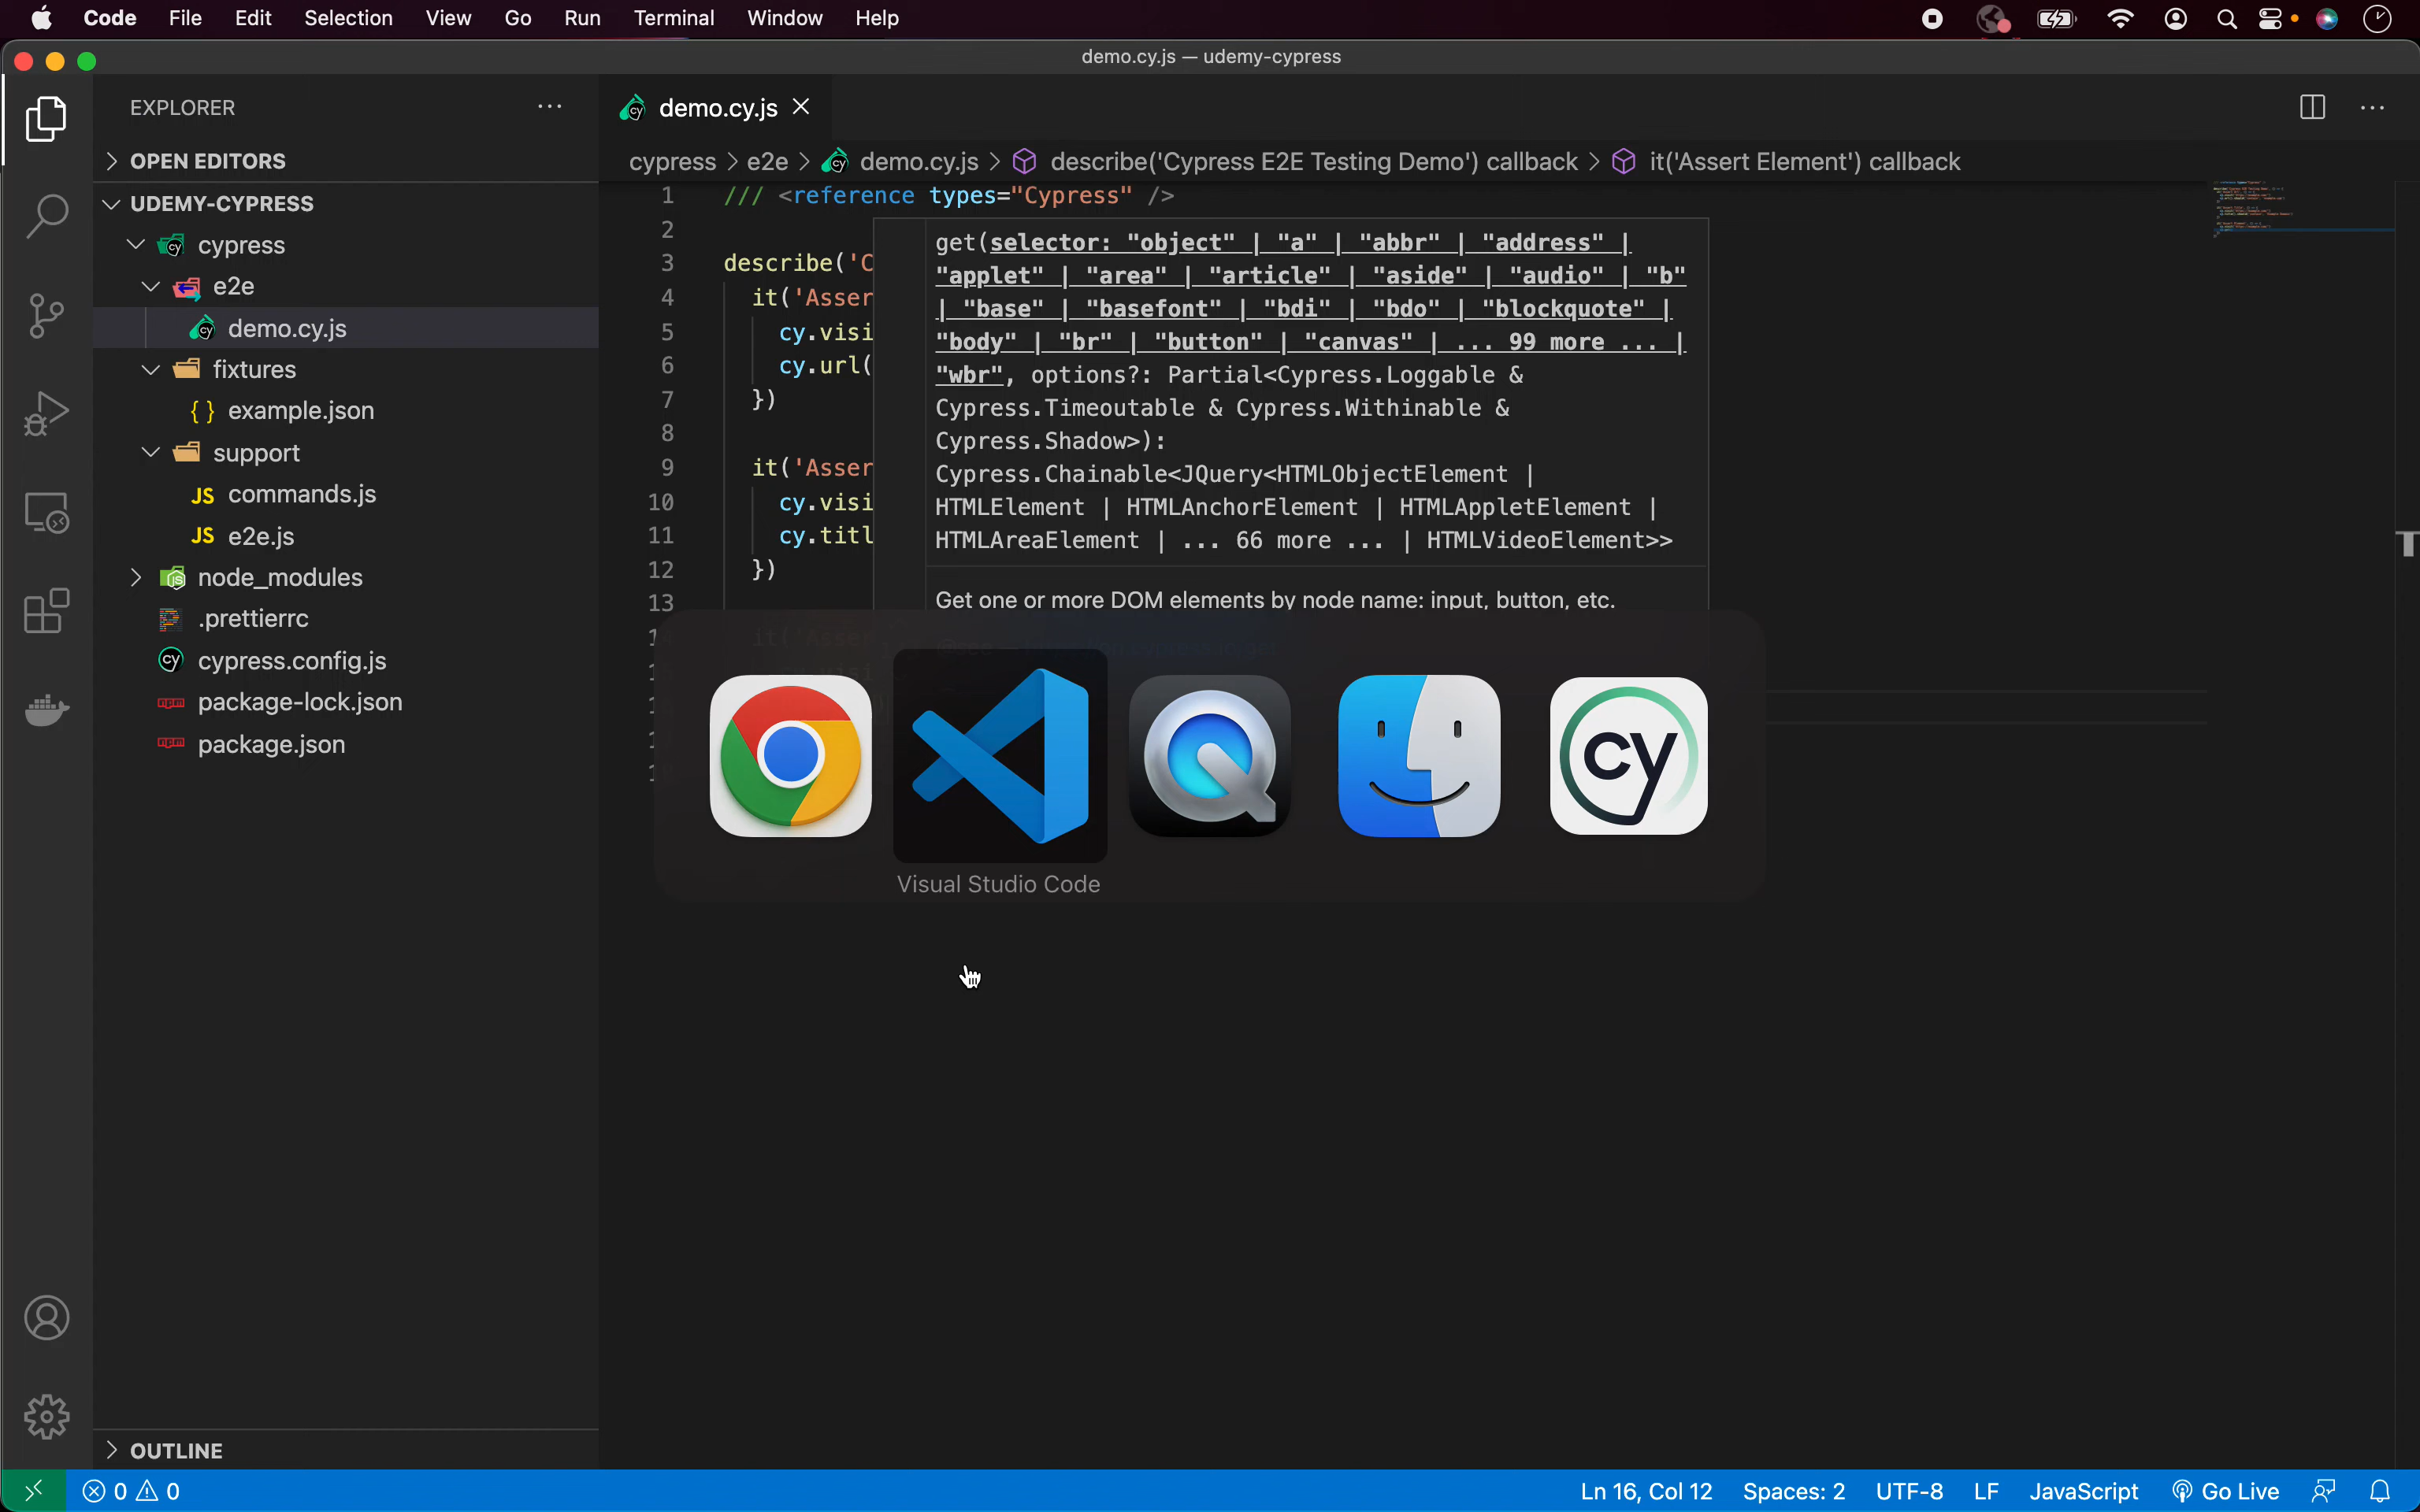 Code File Edit Selection View Go Run Terminal Window Help
demo.cy.js — udemy-cypress
EXPLORER
OPEN EDITORS
UDEMY-CYPRESS
cypress
e2e
demo.cy.js
fixtures
{ } example.json
support
JS commands.js
JS e2e.js
node_modules
.prettierrc
cypress.config.js
package-lock.json
package.json
OUTLINE
demo.cy.js
cypress > e2e > demo.cy.js > describe('Cypress E2E Testing Demo') callback > it('Assert Element') callback
1 /// <reference types="Cypress" />
2
3 describe('C
4 it('Asser
5 cy.visi
6 cy.url(
7 })
8
9 it('Asser
10 cy.visi
11 cy.titl
12 })
13
get(selector: "object" | "a" | "abbr" | "address" |
"applet" | "area" | "article" | "aside" | "audio" | "b"
| "base" | "basefont" | "bdi" | "bdo" | "blockquote" |
"body" | "br" | "button" | "canvas" | ... 99 more ... |
"wbr", options?: Partial<Cypress.Loggable &
Cypress.Timeoutable & Cypress.Withinable &
Cypress.Shadow>):
Cypress.Chainable<JQuery<HTMLObjectElement |
HTMLElement | HTMLAnchorElement | HTMLAppletElement |
HTMLAreaElement | ... 66 more ... | HTMLVideoElement>>
Get one or more DOM elements by node name: input, button, etc.
cy
Visual Studio Code
0 0
Ln 16, Col 12 Spaces: 2 UTF-8 LF JavaScript Go Live